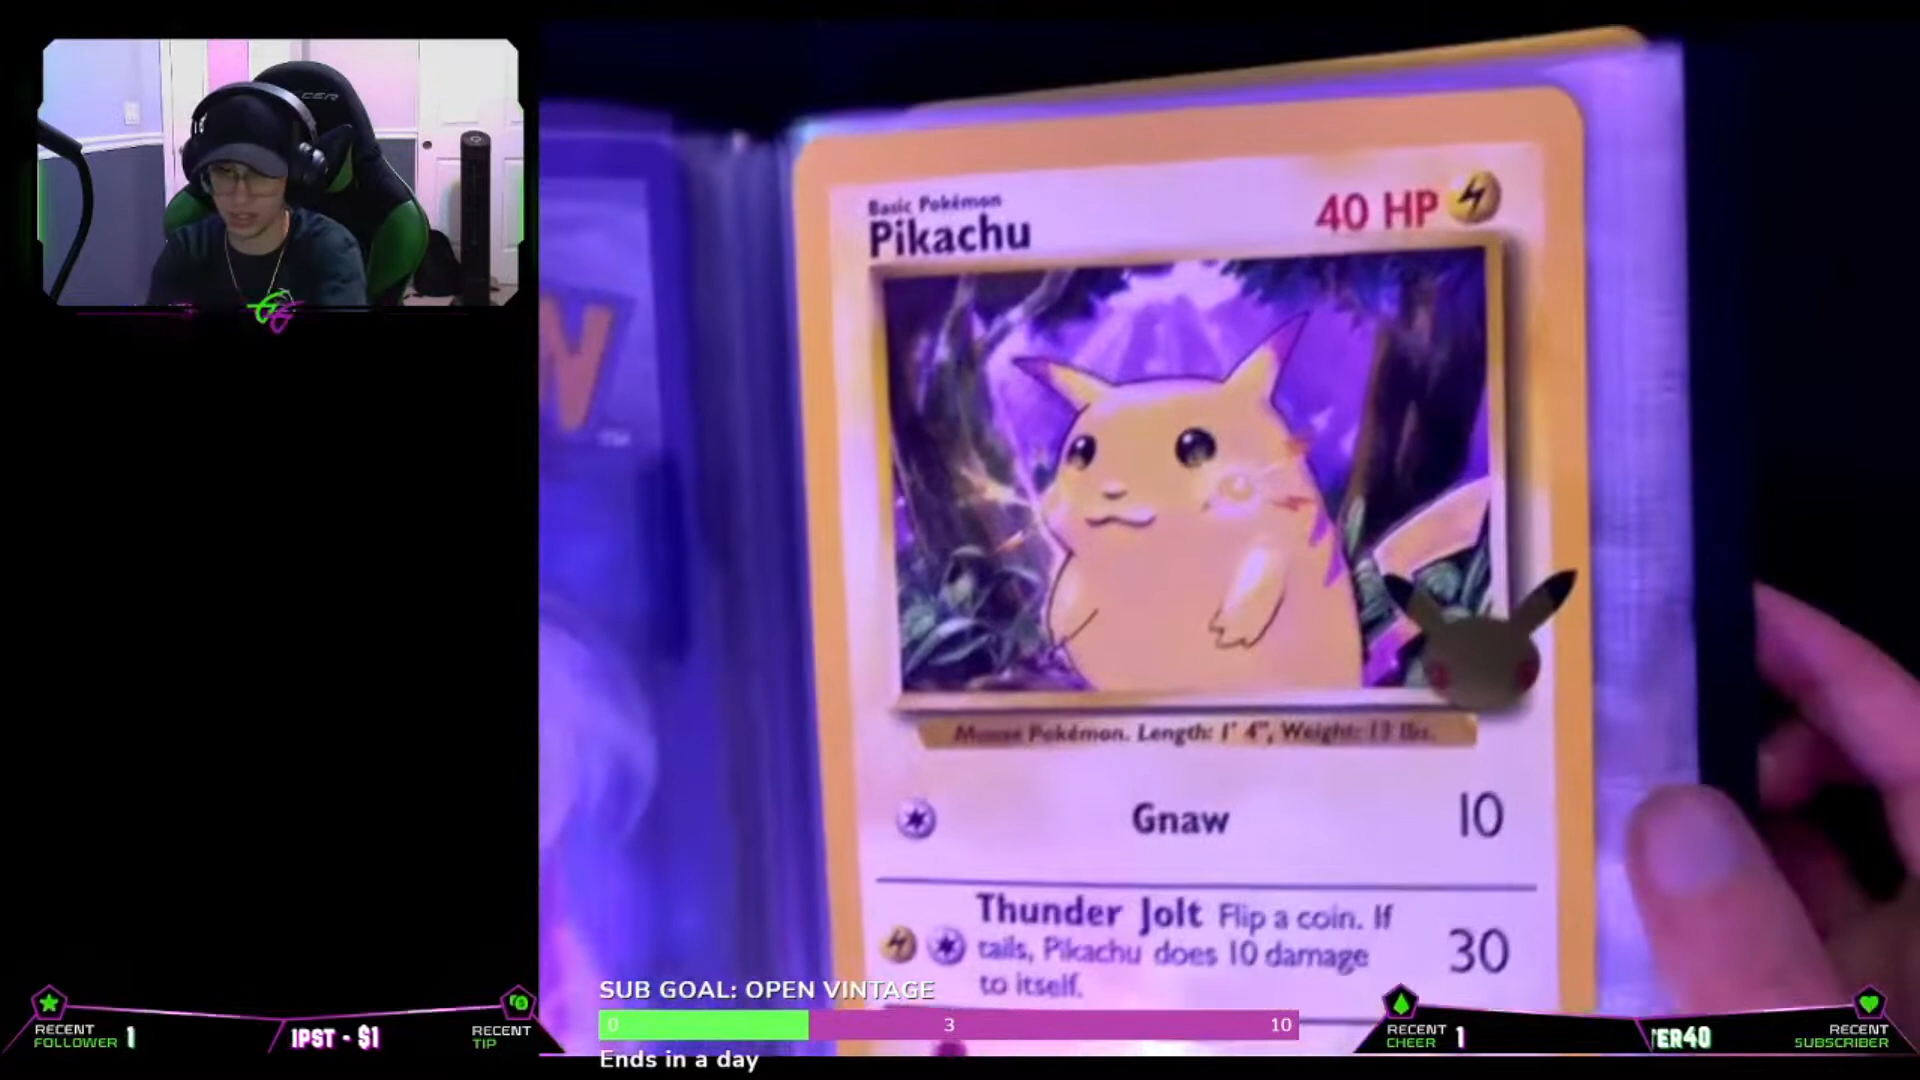 Basic Pokémon
Pikachu
40 HP
N
TM
Mouse Pokémon. Length: 1' 4", Weight: 13 lbs.
Gnaw
10
Thunder Jolt Flip a coin. If
tails, Pikachu does 10 damage
to itself.
30
SUB GOAL: OPEN VINTAGE
0
3
10
Ends in a day
RECENT
FOLLOWER
1
IPST - $1
RECENT
TIP
RECENT
CHEER
1
ER40
RECENT
SUBSCRIBER